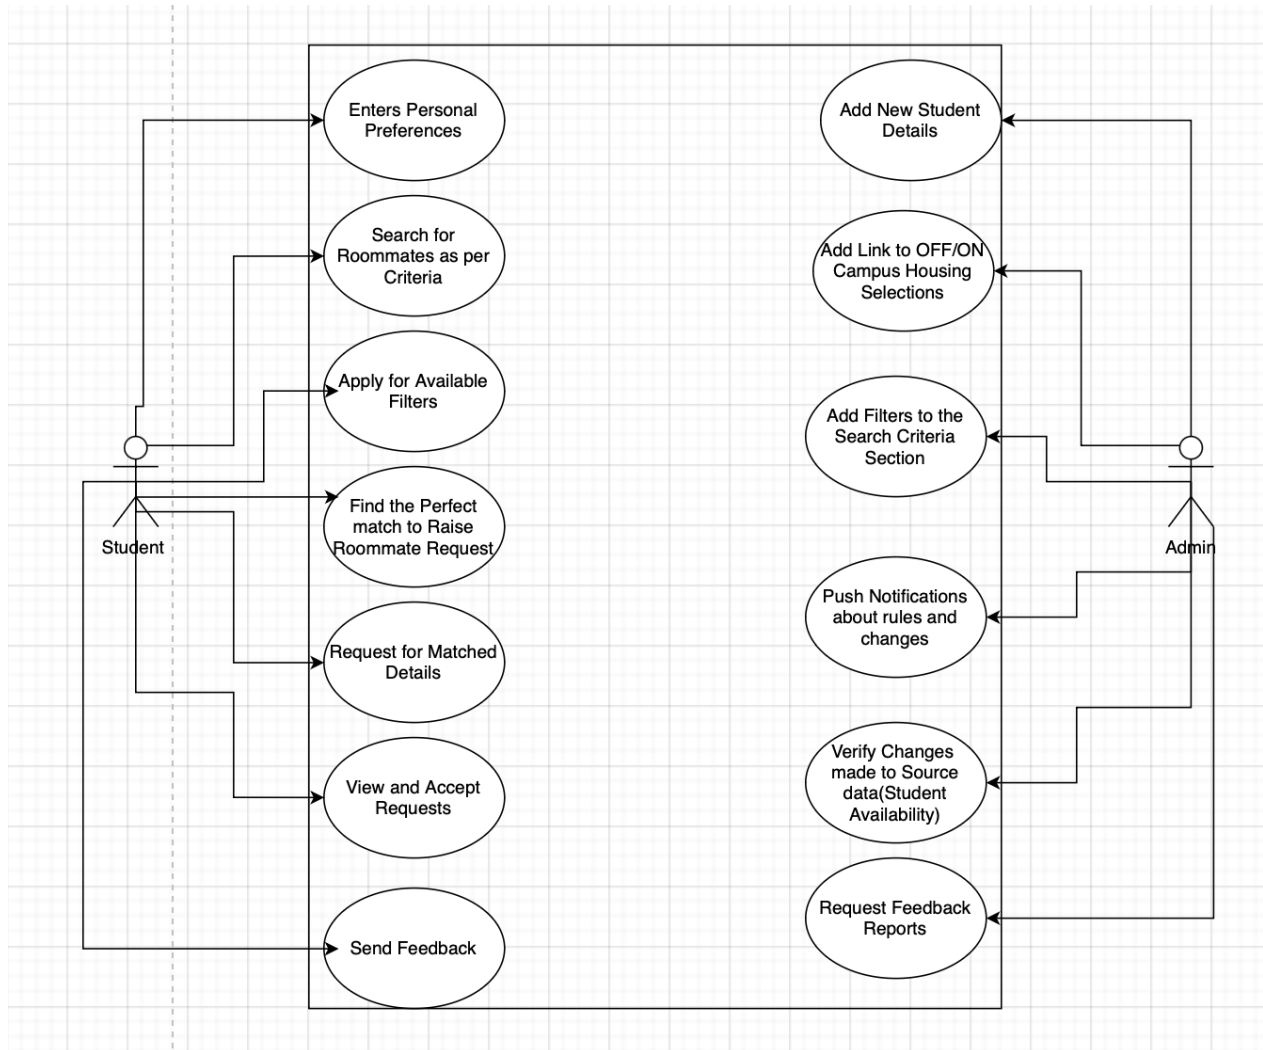 Enters Personal
Preferences
Search for
Roommates as per
Criteria
Apply for Available
Filters
Find the Perfect
match to Raise
Roommate Request
Request for Matched
Details
View and Accept
Requests
Send Feedback
Student
Add New Student
Details
Add Link to OFF/ON
Campus Housing
Selections
Add Filters to the
Search Criteria
Section
Push Notifications
about rules and
changes
Verify Changes
made to Source
data(Student
Availability)
Request Feedback
Reports
Admin